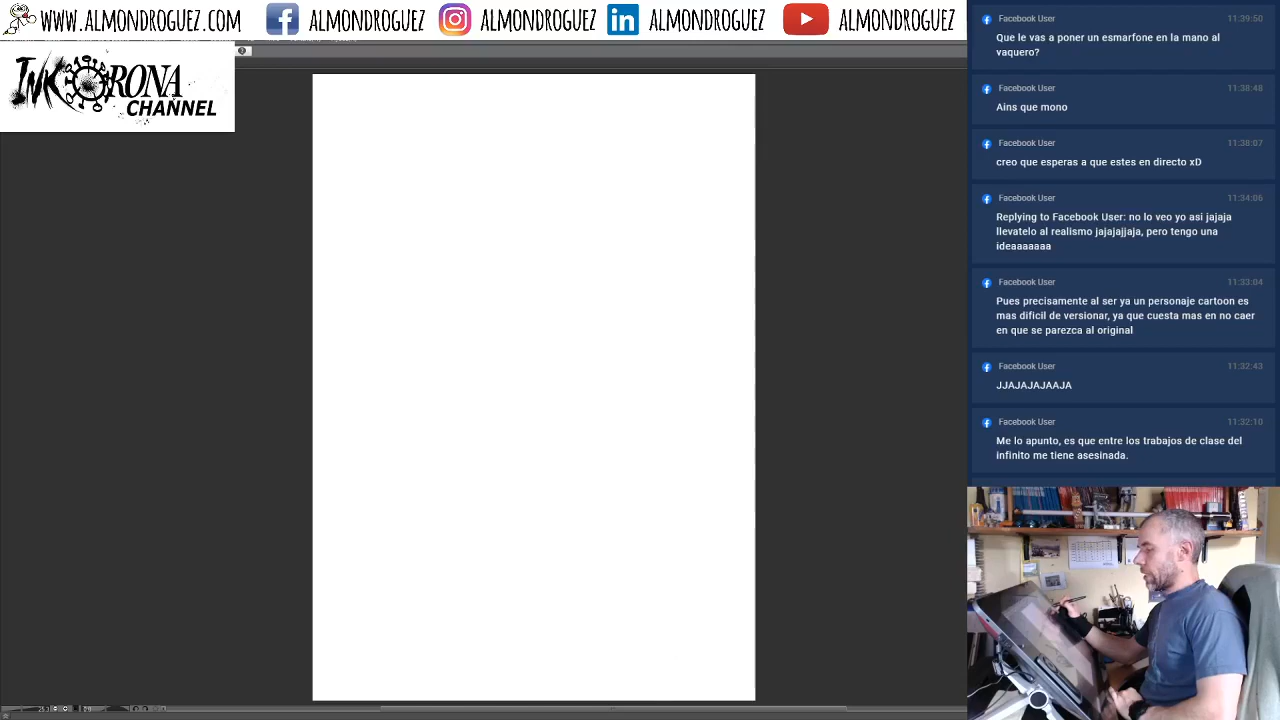 WWW.ALMONDROGUEZ.COM
ALMONDROGUEZ
ALMONDROGUEZ
ALMONDROGUEZ
ALMONDROGUEZ
INKORONA
CHANNEL
Facebook User 11:39:50
Que le vas a poner un esmarfone en la mano al
vaquero?
Facebook User 11:38:48
Ains que mono
Facebook User 11:38:07
creo que esperas a que estes en directo xD
Facebook User 11:34:06
Replying to Facebook User: no lo veo yo asi jajaja
llevatelo al realismo jajajajjaja, pero tengo una
ideaaaaaaa
Facebook User 11:33:04
Pues precisamente al ser ya un personaje cartoon es
mas dificil de versionar, ya que cuesta mas en no caer
en que se parezca al original
Facebook User 11:32:43
JJAJAJAJAAJA
Facebook User 11:32:10
Me lo apunto, es que entre los trabajos de clase del
infinito me tiene asesinada.